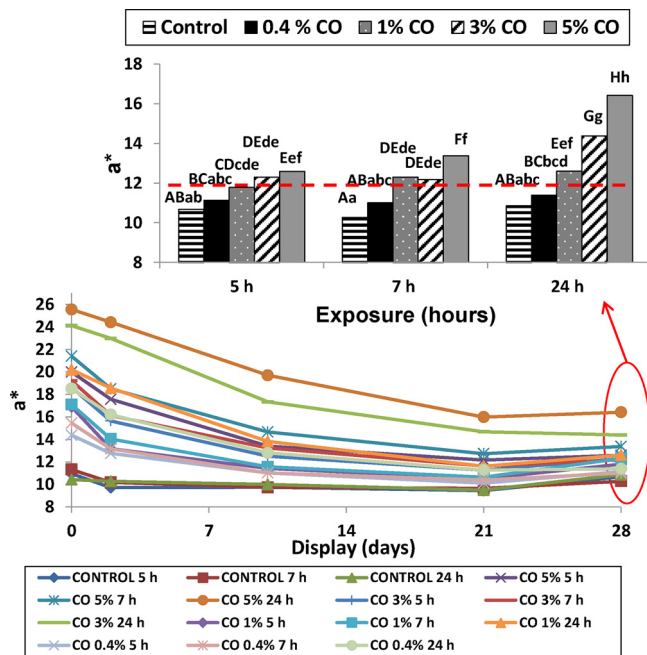 Control 0.4 % CO 1% CO 3% CO 5% CO
18
16
14
12
10
8
a*
ABab BCabc CDcde DEde Eef
Aa ABabc DEde DEde Ff
ABabc BCbcd Eef Gg Hh
5 h 7 h 24 h
Exposure (hours)
26
24
22
20
18
16
14
12
10
8
a*
0 7 14 21 28
Display (days)
CONTROL 5 h CONTROL 7 h CONTROL 24 h CO 5% 5 h
CO 5% 7 h CO 5% 24 h CO 3% 5 h CO 3% 7 h
CO 3% 24 h CO 1% 5 h CO 1% 7 h CO 1% 24 h
CO 0.4% 5 h CO 0.4% 7 h CO 0.4% 24 h